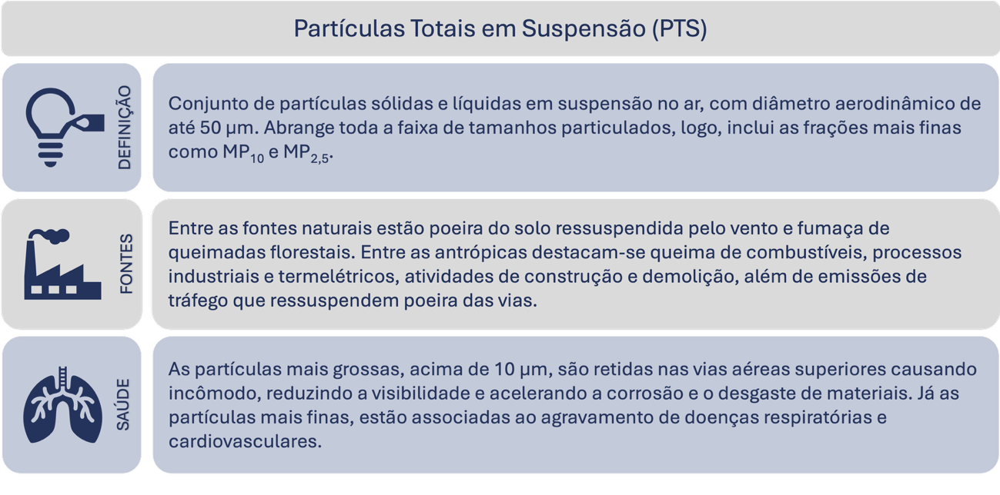 Partículas Totais em Suspensão (PTS)
DEFINIÇÃO
Conjunto de partículas sólidas e líquidas em suspensão no ar, com diâmetro aerodinâmico de
até 50 µm. Abrange toda a faixa de tamanhos particulados, logo, inclui as frações mais finas
como MP₁₀ e MP₂,₅.
FONTES
Entre as fontes naturais estão poeira do solo ressuspendida pelo vento e fumaça de
queimadas florestais. Entre as antrópicas destacam-se queima de combustíveis, processos
industriais e termelétricos, atividades de construção e demolição, além de emissões de
tráfego que ressuspendem poeira das vias.
SAÚDE
As partículas mais grossas, acima de 10 µm, são retidas nas vias aéreas superiores causando
incômodo, reduzindo a visibilidade e acelerando a corrosão e o desgaste de materiais. Já as
partículas mais finas, estão associadas ao agravamento de doenças respiratórias e
cardiovasculares.